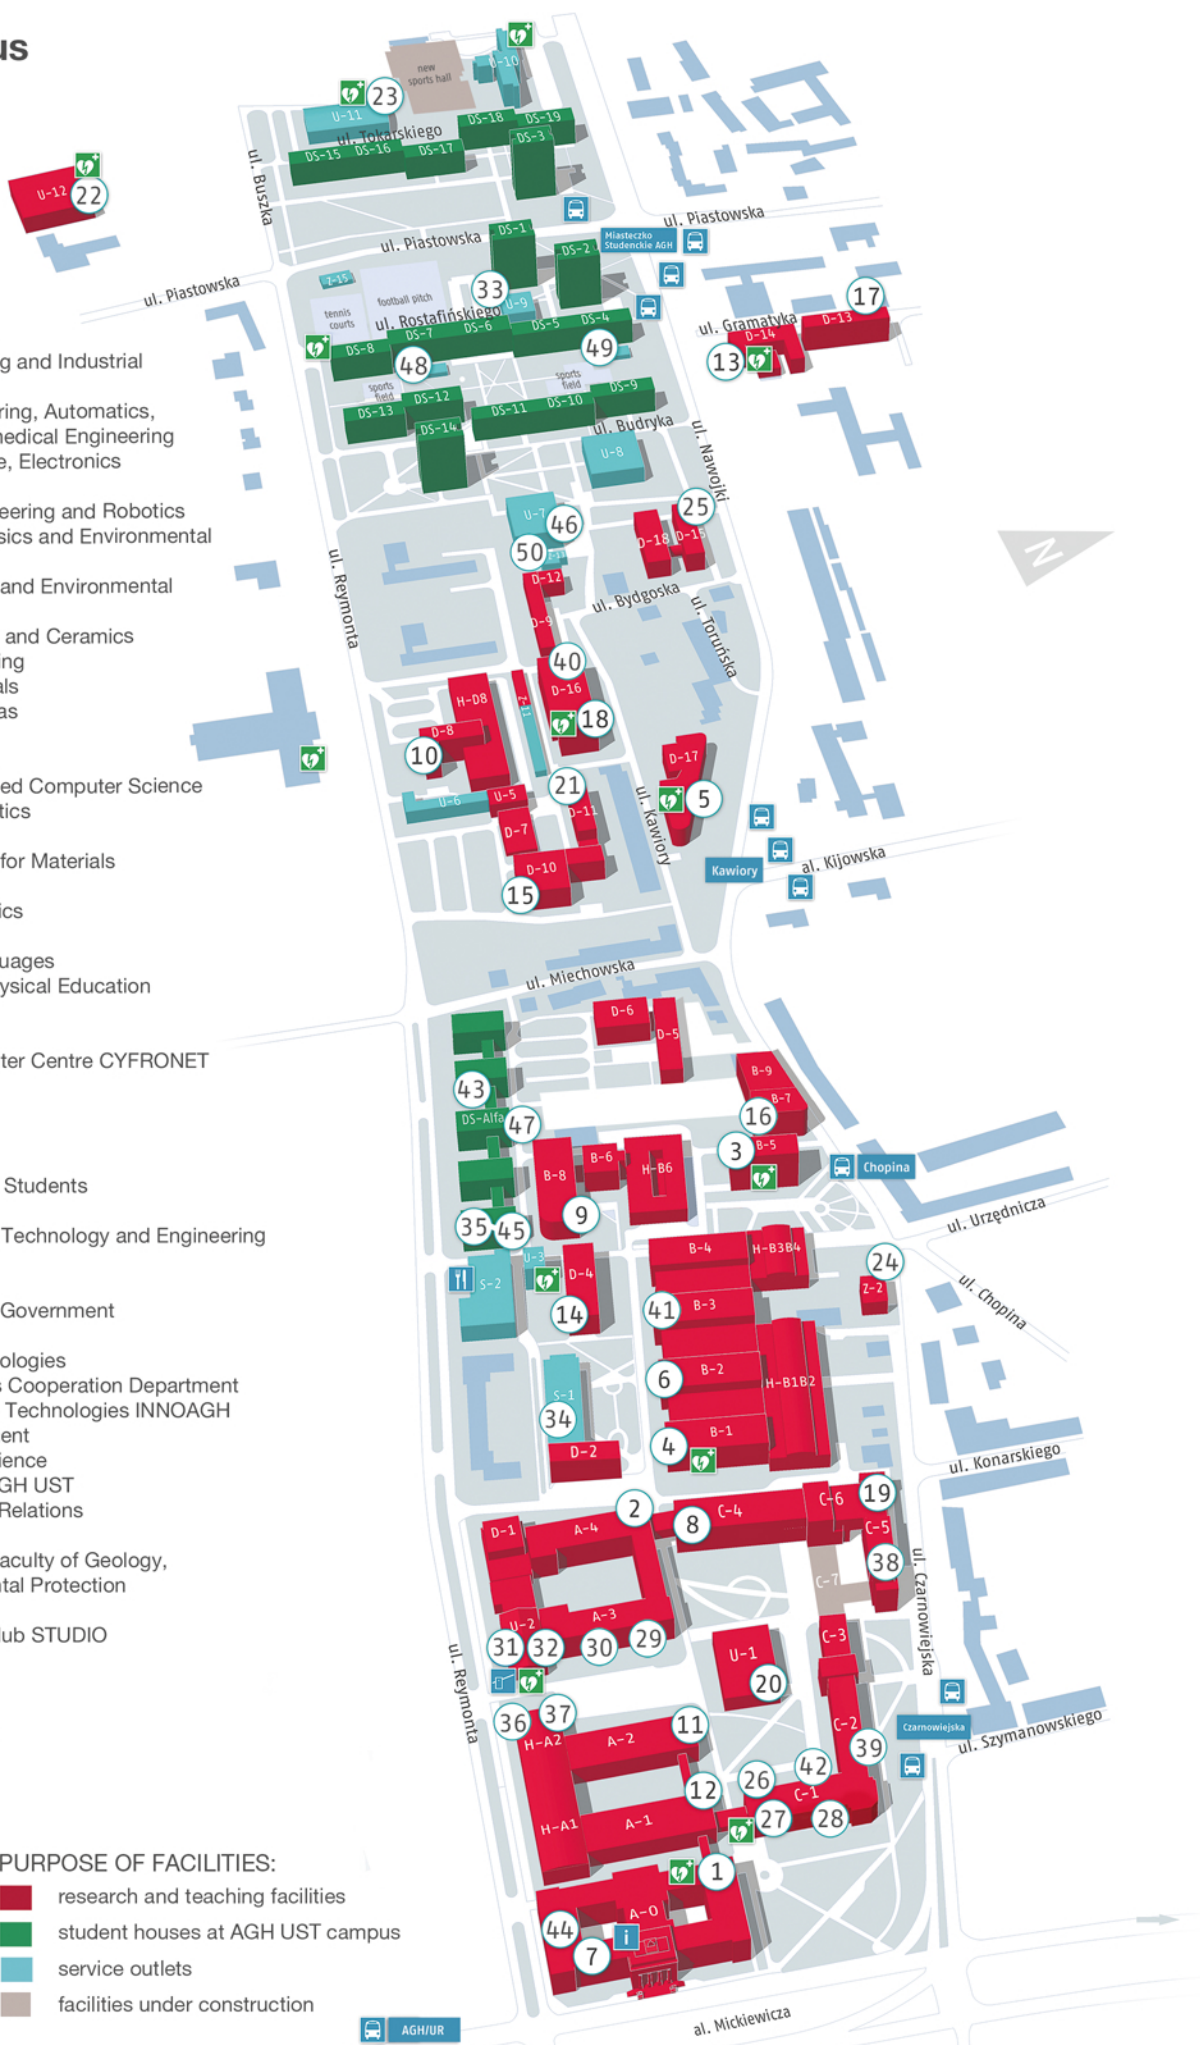 us
new
sports hall
U-10
23
U-11
ul. Tokarskiego
DS-18
DS-19
DS-3
DS-15
DS-16
DS-17
ul. Buszka
U-12
22
ul. Piastowska
Miasteczko
Studenckie AGH
DS-1
ul. Piastowska
DS-2
ul. Piastowska
Z-15
football pitch
33
U-9
tennis
courts
ul. Rostafińskiego
DS-4
DS-5
DS-6
DS-7
DS-8
48
49
17
D-13
ul. Gramatyka
D-14
13
g and Industrial
sports
field
sports
field
DS-9
DS-10
DS-11
DS-12
DS-13
DS-14
ring, Automatics,
medical Engineering
e, Electronics
ul. Budryka
U-8
ul. Nawojki
eering and Robotics
sics and Environmental
U-7
46
25
50
D-18
D-15
N
D-12
and Environmental
ul. Reymonta
ul. Bydgoska
ul. Toruńska
D-9
and Ceramics
ing
als
as
40
D-16
18
H-D8
Z-11
D-8
10
D-17
5
21
ed Computer Science
tics
U-6
U-5
D-11
D-7
ul. Kawiory
for Materials
D-10
15
Kawiory
al. Kijowska
ics
uages
ysical Education
ul. Miechowska
D-6
D-5
ter Centre CYFRONET
B-9
B-7
43
16
DS-Alfa
47
B-5
3
B-8
B-6
H-B6
Chopina
Students
9
35
45
ul. Urzędnicza
Technology and Engineering
B-4
H-B3B4
24
Z-2
ul. Chopina
U-3
S-2
D-4
14
41
B-3
Government
ologies
s Cooperation Department
Technologies INNOAGH
ent
ience
GH UST
Relations
6
B-2
H-B1B2
S-1
34
4
B-1
D-2
ul. Konarskiego
2
8
C-4
C-6
19
C-5
D-1
A-4
38
C-7
aculty of Geology,
ntal Protection
lub STUDIO
ul. Czarnowiejska
A-3
U-2
31
32
30
29
C-3
U-1
20
ul. Reymonta
36
37
H-A2
A-2
11
C-2
39
Czarnowiejska
ul. Szymanowskiego
12
26
42
C-1
27
28
H-A1
A-1
1
PURPOSE OF FACILITIES:
research and teaching facilities
student houses at AGH UST campus
service outlets
facilities under construction
A-0
44
7
i
al. Mickiewicza
AGH/UR